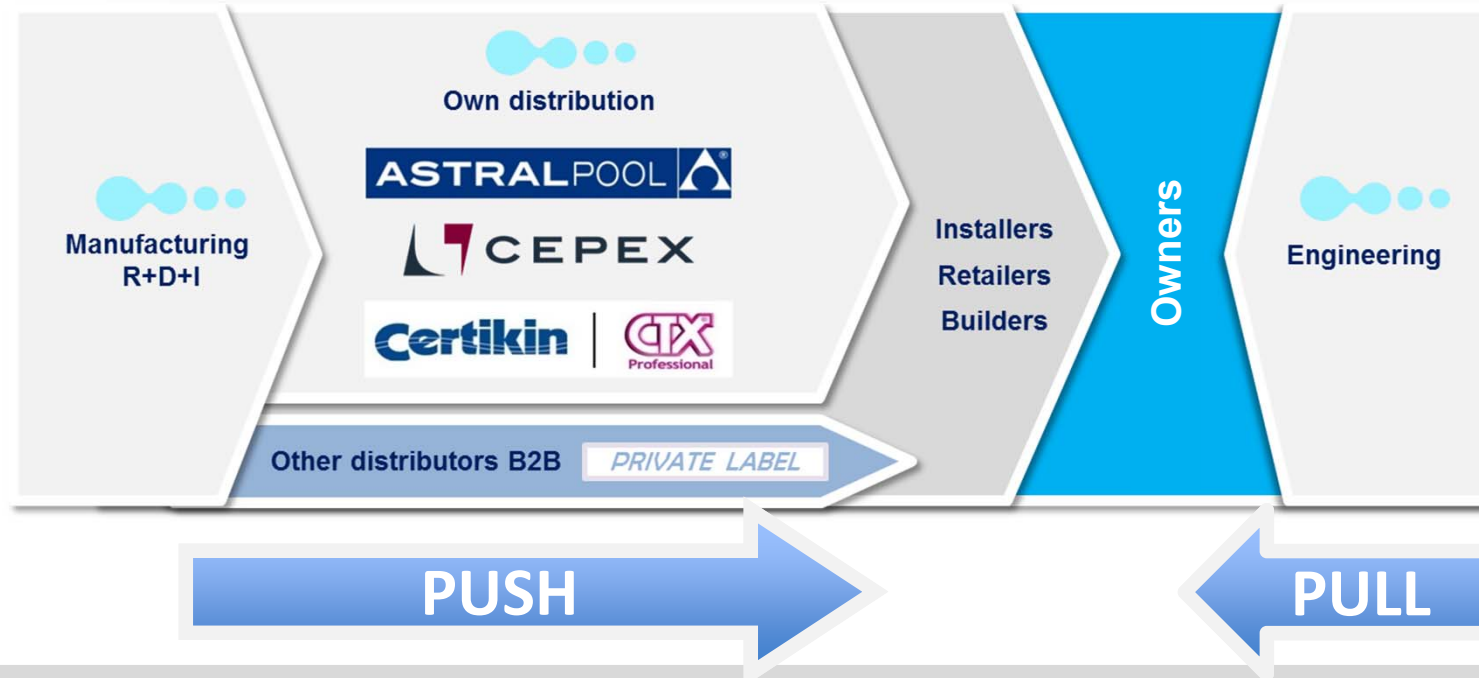 Manufacturing
R+D+I
Own distribution
ASTRALPOOL®
CEPEX
Certikin
CTX
Professional
Other distributors B2B
PRIVATE LABEL
Installers
Retailers
Builders
Owners
Engineering
PUSH
PULL